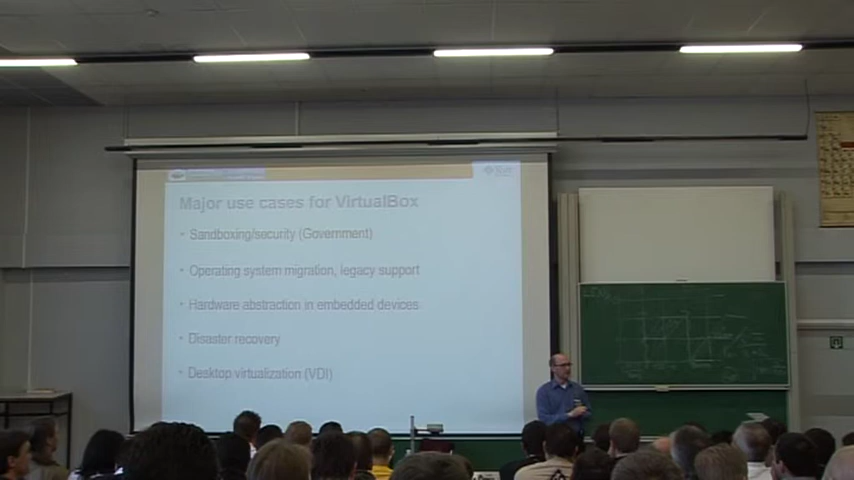 Major use cases for VirtualBox
• Sandboxing/security (Government)
• Operating system migration, legacy support
• Hardware abstraction in embedded devices
• Disaster recovery
• Desktop virtualization (VDI)